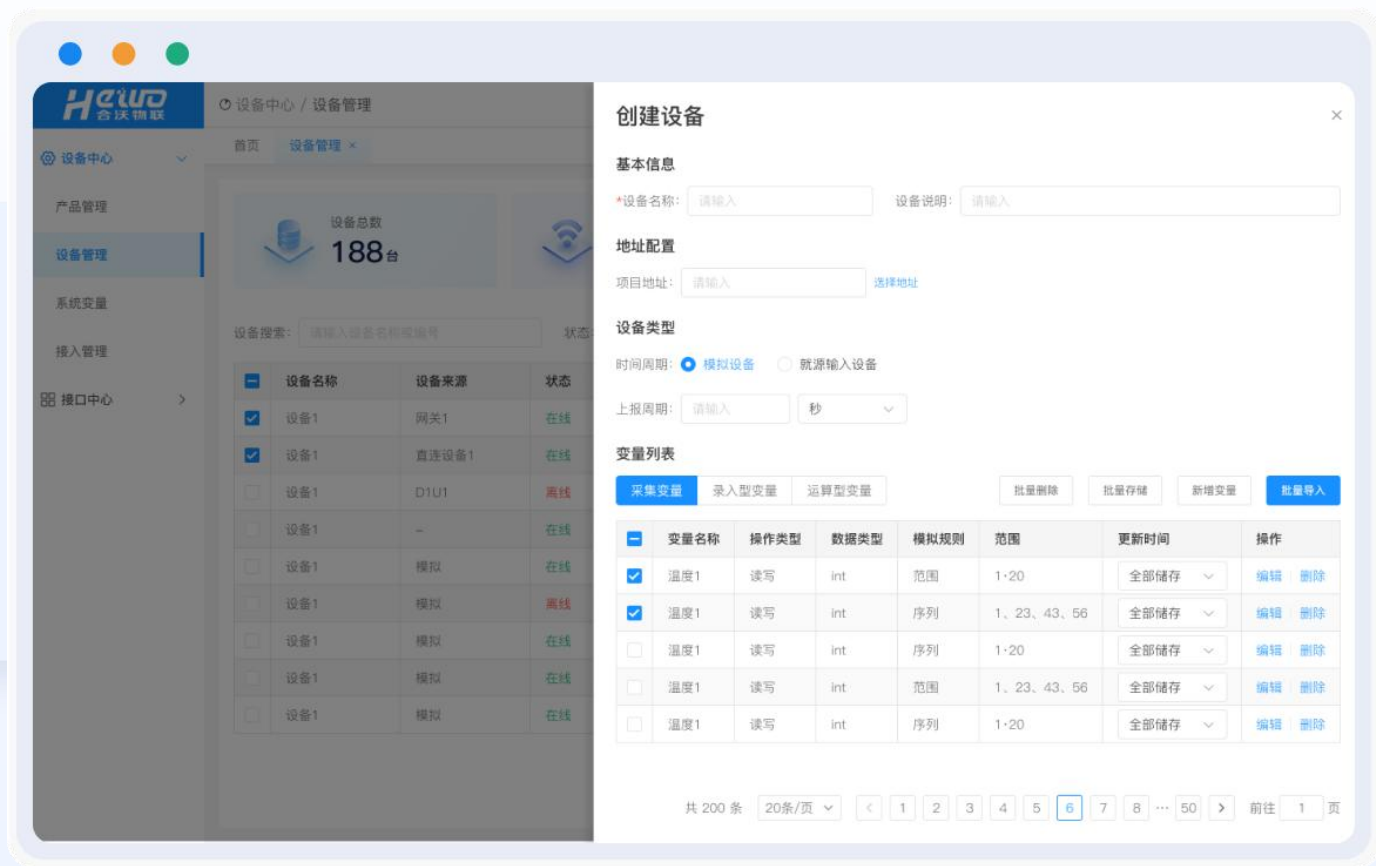 Heiuo
合沃物联
设备中心 / 设备管理
首页 设备管理 ×
设备中心
产品管理
设备管理
系统变量
接入管理
接口中心
设备总数
188台
设备搜索: 请输入设备名称或编号 状态:
设备名称 设备来源 状态
设备1 网关1 在线
设备1 直连设备1 在线
设备1 D1U1 离线
设备1 – 在线
设备1 模拟 在线
设备1 模拟 离线
设备1 模拟 在线
设备1 模拟 在线
设备1 模拟 在线
创建设备 ×
基本信息
*设备名称: 请输入 设备说明: 请输入
地址配置
项目地址: 请输入 选择地址
设备类型
时间周期: 模拟设备 就源输入设备
上报周期: 请输入 秒
变量列表
采集变量 录入型变量 运算型变量 批量删除 批量存储 新增变量 批量导入
变量名称 操作类型 数据类型 模拟规则 范围 更新时间 操作
温度1 读写 int 范围 1·20 全部储存 编辑 删除
温度1 读写 int 序列 1、23、43、56 全部储存 编辑 删除
温度1 读写 int 序列 1·20 全部储存 编辑 删除
温度1 读写 int 范围 1、23、43、56 全部储存 编辑 删除
温度1 读写 int 序列 1·20 全部储存 编辑 删除
共 200 条 20条/页 < 1 2 3 4 5 6 7 8 ··· 50 > 前往 1 页